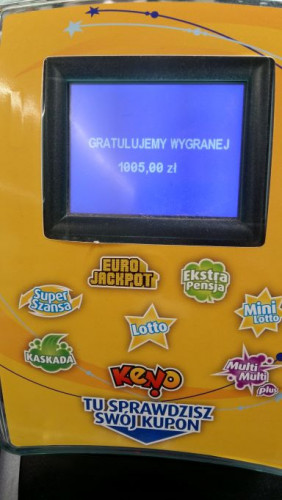 GRATULUJEMY WYGRANEJ
1005,00 zł
EURO
JACKPOT
Ekstra
Pensja
Super
Szansa
Lotto
Mini
Lotto
KASKADA
KENO
Multi
Multi
plus
TU SPRAWDZISZ
SWÓJ KUPON